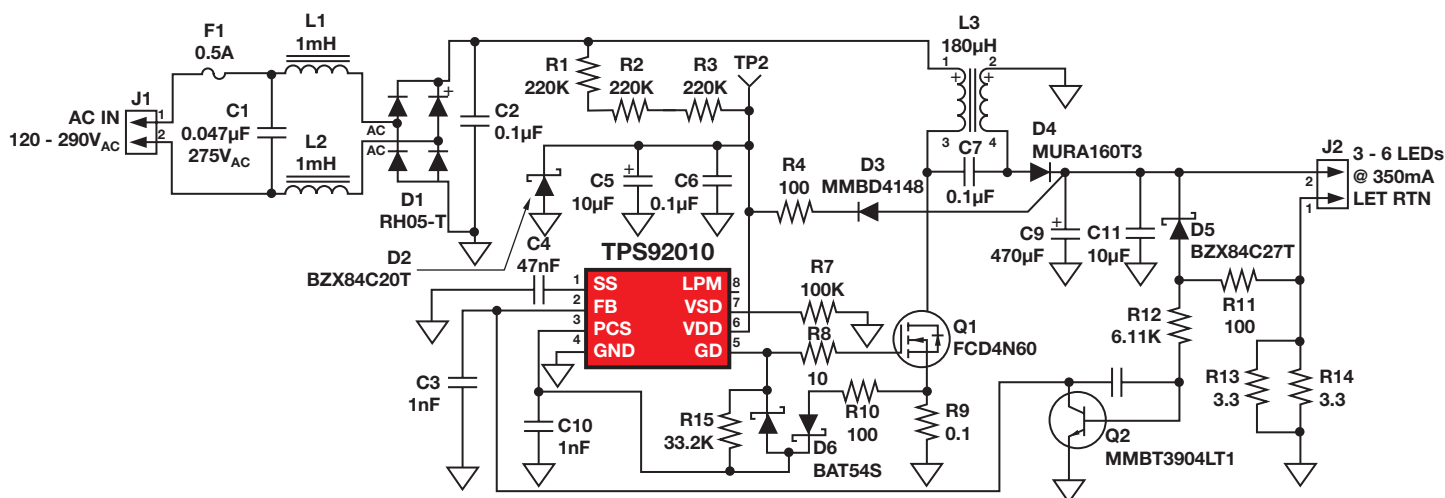 F1
0.5A
L1
1mH
J1
AC IN
120 - 290VAC
1
2
C1
0.047µF
275VAC
L2
1mH
AC
AC
+
D1
RH05-T
C2
0.1µF
R1
220K
R2
220K
R3
220K
TP2
L3
180µH
1
2
+
+
3
4
C7
0.1µF
D4
MURA160T3
J2
2
1
3 - 6 LEDs
@ 350mA
LET RTN
D2
BZX84C20T
C5
10µF
+
C6
0.1µF
R4
100
D3
MMBD4148
C9
470µF
+
C11
10µF
D5
BZX84C27T
C4
47nF
TPS92010
1
2
3
4
SS
FB
PCS
GND
LPM
VSD
VDD
GD
8
7
6
5
R7
100K
R8
10
Q1
FCD4N60
R12
6.11K
R11
100
C3
1nF
C10
1nF
R15
33.2K
D6
BAT54S
R10
100
R9
0.1
Q2
MMBT3904LT1
R13
3.3
R14
3.3